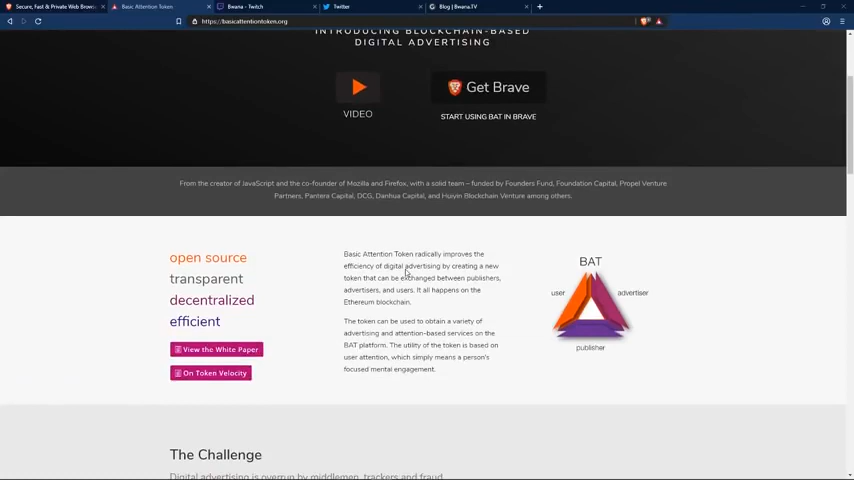 Secure, Fast & Private Web Brows
Basic Attention Token
Bwana - Twitch
Twitter
Blog | Bwana.TV
https://basicattentiontoken.org
INTRODUCING BLOCKCHAIN-BASED
DIGITAL ADVERTISING
Get Brave
VIDEO
START USING BAT IN BRAVE
From the creator of JavaScript and the co-founder of Mozilla and Firefox, with a solid team – funded by Founders Fund, Foundation Capital, Propel Venture
Partners, Pantera Capital, DCG, Danhua Capital, and Huiyin Blockchain Venture among others.
open source
transparent
decentralized
efficient
View the White Paper
On Token Velocity
Basic Attention Token radically improves the
efficiency of digital advertising by creating a new
token that can be exchanged between publishers,
advertisers, and users. It all happens on the
Ethereum blockchain.
The token can be used to obtain a variety of
advertising and attention-based services on the
BAT platform. The utility of the token is based on
user attention, which simply means a person's
focused mental engagement.
BAT
user
advertiser
publisher
The Challenge
Digital advertising is overrun by middlemen, trackers and fraud.